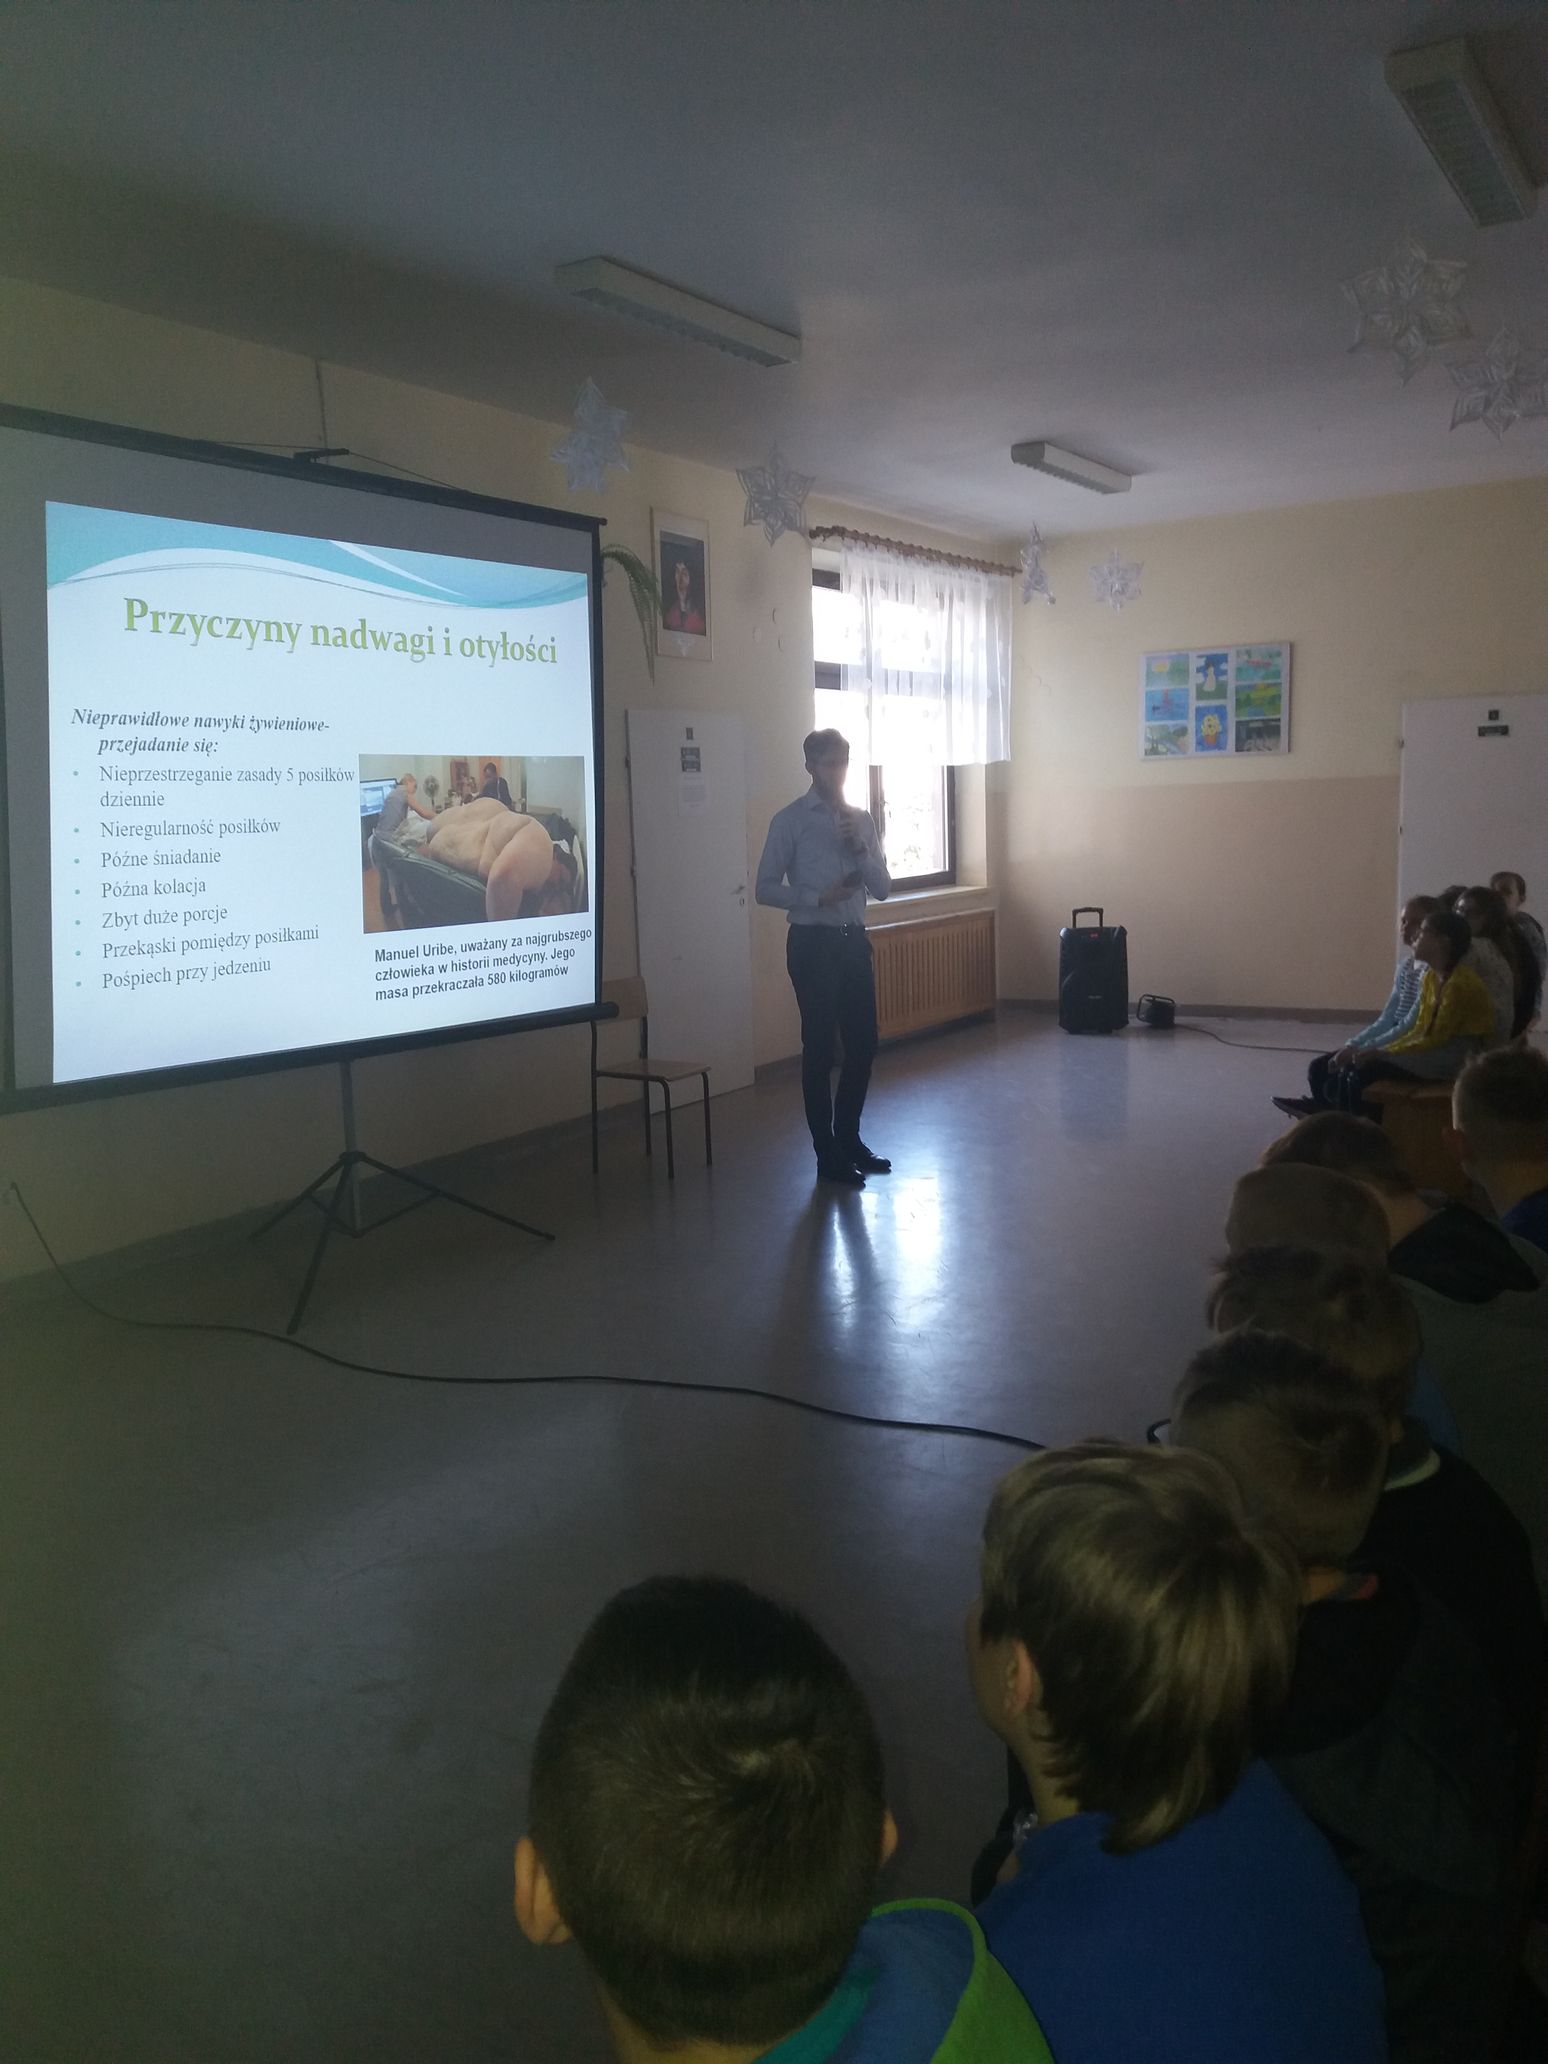 Przyczyny nadwagi i otyłości
Nieprawidłowe nawyki żywieniowe-
przejadanie się:
• Nieprzestrzeganie zasady 5 posiłków
dziennie
• Nieregularność posiłków
• Późne śniadanie
• Późna kolacja
• Zbyt duże porcje
• Przekąski pomiędzy posiłkami
• Pośpiech przy jedzeniu
Manuel Uribe, uważany za najgrubszego
człowieka w historii medycyny. Jego
masa przekraczała 580 kilogramów